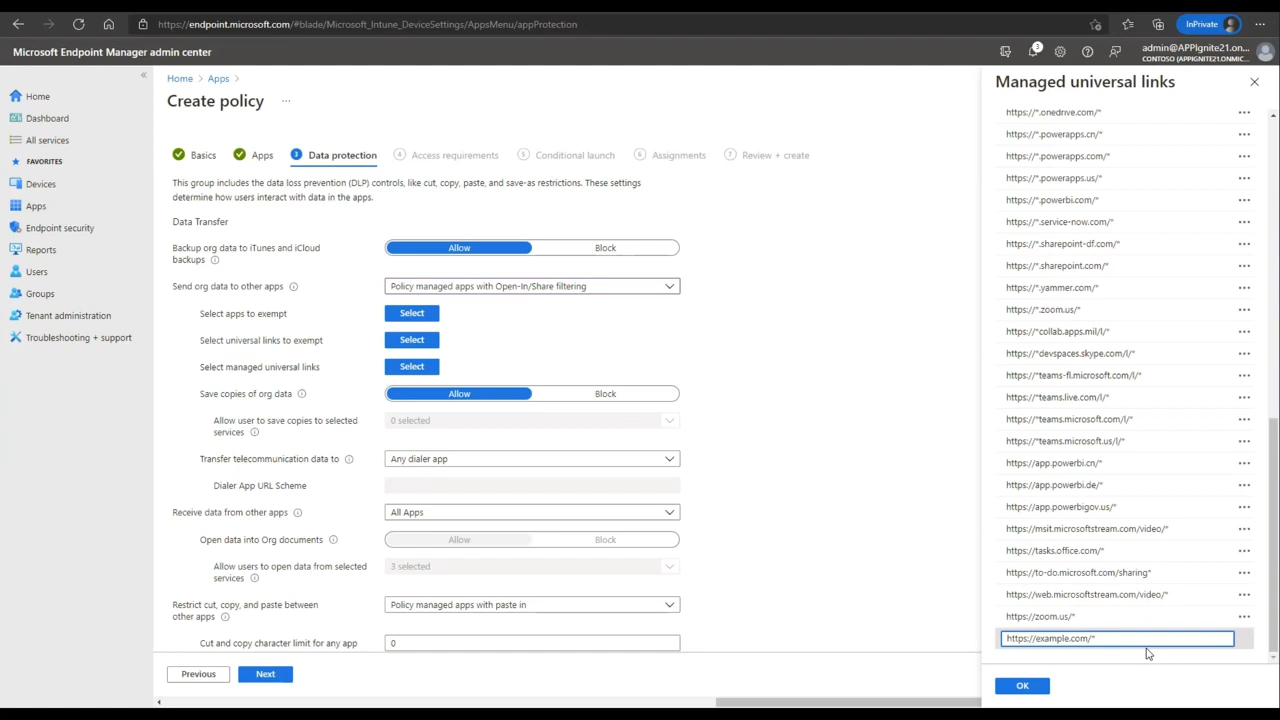 https://endpoint.microsoft.com/#blade/Microsoft_Intune_DeviceSettings/AppsMenu/appProtection
InPrivate
Microsoft Endpoint Manager admin center
3
admin@APPIgnite21.on...
CONTOSO (APPIGNITE21.ONMIC...
Home
Dashboard
All services
FAVORITES
Devices
Apps
Endpoint security
Reports
Users
Groups
Tenant administration
Troubleshooting + support
Home > Apps >
Create policy ...
Basics
Apps
3 Data protection
4 Access requirements
5 Conditional launch
6 Assignments
7 Review + create
This group includes the data loss prevention (DLP) controls, like cut, copy, paste, and save-as restrictions. These settings
determine how users interact with data in the apps.
Data Transfer
Backup org data to iTunes and iCloud
backups
Allow Block
Send org data to other apps
Policy managed apps with Open-In/Share filtering
Select apps to exempt
Select
Select universal links to exempt
Select
Select managed universal links
Select
Save copies of org data
Allow Block
Allow user to save copies to selected
services
0 selected
Transfer telecommunication data to
Any dialer app
Dialer App URL Scheme
Receive data from other apps
All Apps
Open data into Org documents
Allow Block
Allow users to open data from selected
services
3 selected
Restrict cut, copy, and paste between
other apps
Policy managed apps with paste in
Cut and copy character limit for any app
0
Previous
Next
Managed universal links
https://*.onedrive.com/*
https://*.powerapps.cn/*
https://*.powerapps.com/*
https://*.powerapps.us/*
https://*.powerbi.com/*
https://*.service-now.com/*
https://*.sharepoint-df.com/*
https://*.sharepoint.com/*
https://*.yammer.com/*
https://*.zoom.us/*
https://*collab.apps.mil/l/*
https://*devspaces.skype.com/l/*
https://*teams-fl.microsoft.com/l/*
https://*teams.live.com/l/*
https://*teams.microsoft.com/l/*
https://*teams.microsoft.us/l/*
https://app.powerbi.cn/*
https://app.powerbi.de/*
https://app.powerbigov.us/*
https://msit.microsoftstream.com/video/*
https://tasks.office.com/*
https://to-do.microsoft.com/sharing*
https://web.microsoftstream.com/video/*
https://zoom.us/*
https://example.com/*
OK